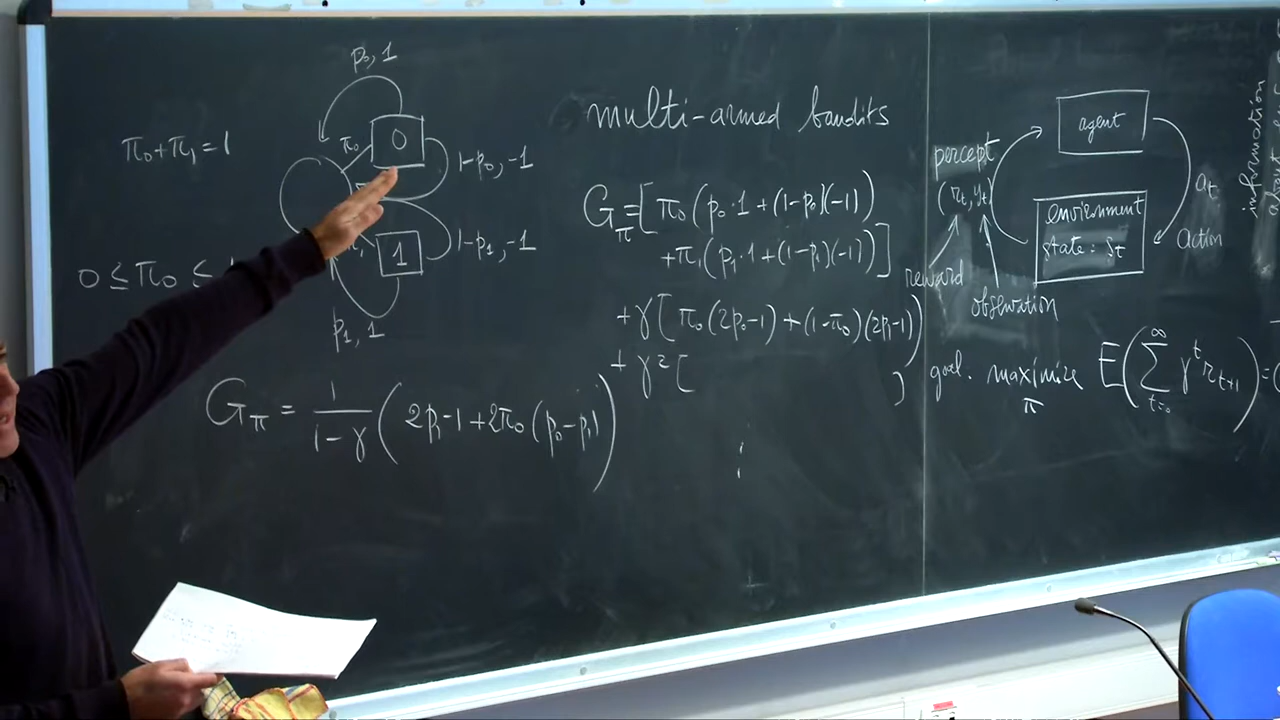 p₀, 1
π₀+π₁=1
π₀
0
1-p₀, -1
1
1-p₁, -1
0 ≤ π₀ ≤
p₁, 1
G_π = 1/(1-γ) (2p₁-1+2π₀(p₀-p₁))
multi-armed bandits
G_π = [π₀(p₀·1+(1-p₀)(-1))
+π₁(p₁·1+(1-p₁)(-1))]
+γ[π₀(2p₀-1)+(1-π₀)(2p₁-1)]
+γ²[ ]
⋮
agent
percept
(r_t, y_t)
environment
state: s_t
a_t
action
reward
observation
goal. maximize_π E(∑_{t=0}^{∞} γ^t r_{t+1}) =
information
about